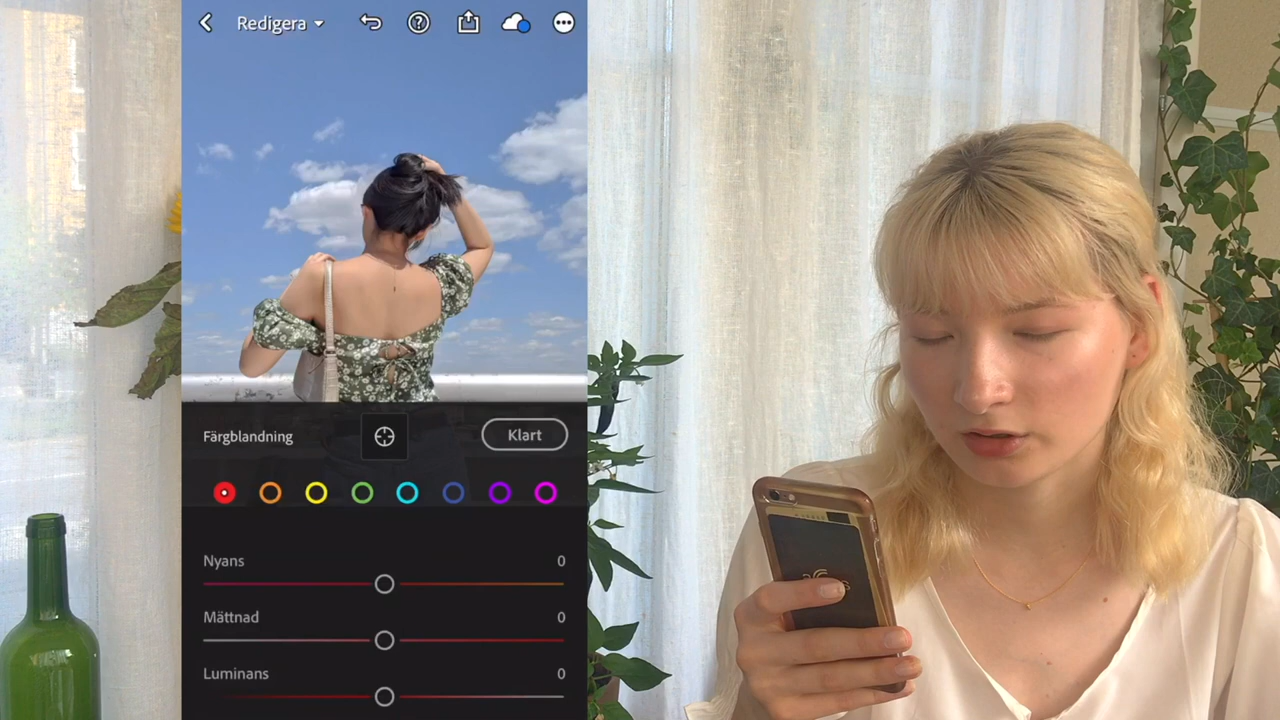 Redigera
Färgblandning
Klart
Nyans 0
Mättnad 0
Luminans 0